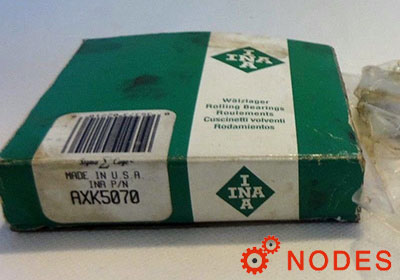 INA
Wälzlager
Rolling Bearings
Roulements
Cuscinetti volventi
Rodamientos
MADE IN U.S.A
INA P/N
AXK5070
INA
NODES